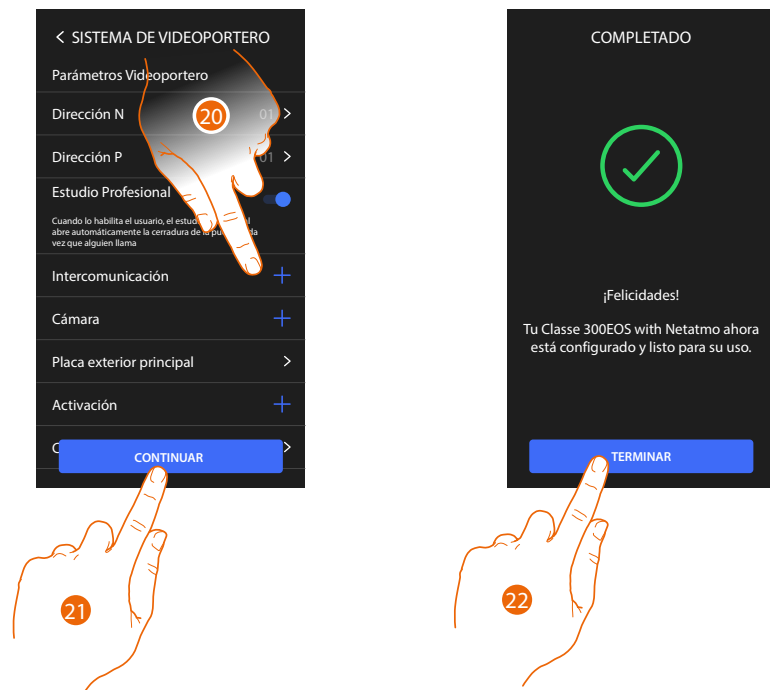 < SISTEMA DE VIDEOPORTERO
Parámetros Videoportero
Dirección N 01 >
20
Dirección P 01 >
Estudio Profesional
Cuando lo habilita el usuario, el
abre automáticamente la cerradura de la
vez que alguien llama
Intercomunicación +
Cámara +
Placa exterior principal >
Activación +
CONTINUAR
21
COMPLETADO
¡Felicidades!
Tu Classe 300EOS with Netatmo ahora
está configurado y listo para su uso.
TERMINAR
22